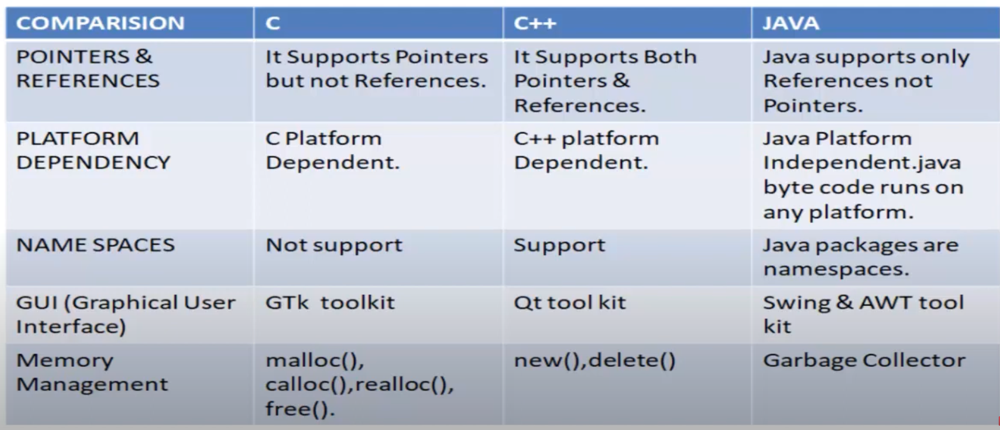 COMPARISION C C++ JAVA
POINTERS & It Supports Pointers It Supports Both Java supports only
REFERENCES but not References. Pointers & References not
References. Pointers.
PLATFORM C Platform C++ platform Java Platform
DEPENDENCY Dependent. Dependent. Independent.java
byte code runs on
any platform.
NAME SPACES Not support Support Java packages are
namespaces.
GUI (Graphical User GTk toolkit Qt tool kit Swing & AWT tool
Interface) kit
Memory malloc(), new(),delete() Garbage Collector
Management calloc(),realloc(),
free().